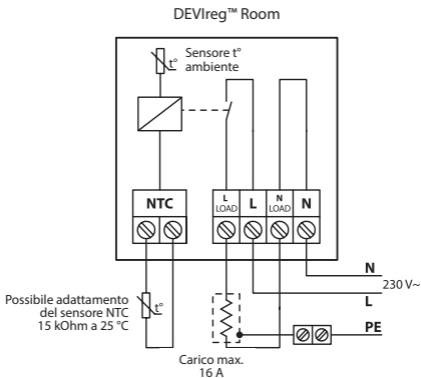 DEVIreg™ Room
Sensore t°
ambiente
t°
NTC
L
LOAD
L
N
LOAD
N
N
230 V~
L
PE
Possibile adattamento
del sensore NTC
15 kOhm a 25 °C
t°
Carico max.
16 A